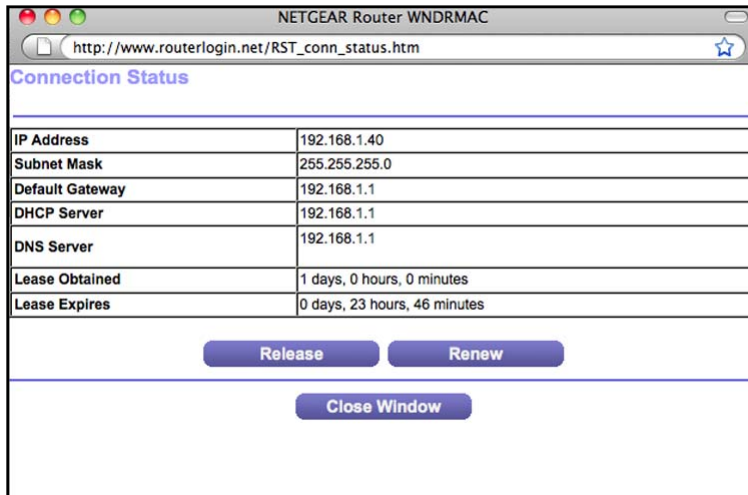 NETGEAR Router WNDRMAC
http://www.routerlogin.net/RST_conn_status.htm
Connection Status
IP Address 192.168.1.40
Subnet Mask 255.255.255.0
Default Gateway 192.168.1.1
DHCP Server 192.168.1.1
DNS Server 192.168.1.1
Lease Obtained 1 days, 0 hours, 0 minutes
Lease Expires 0 days, 23 hours, 46 minutes
Release Renew
Close Window